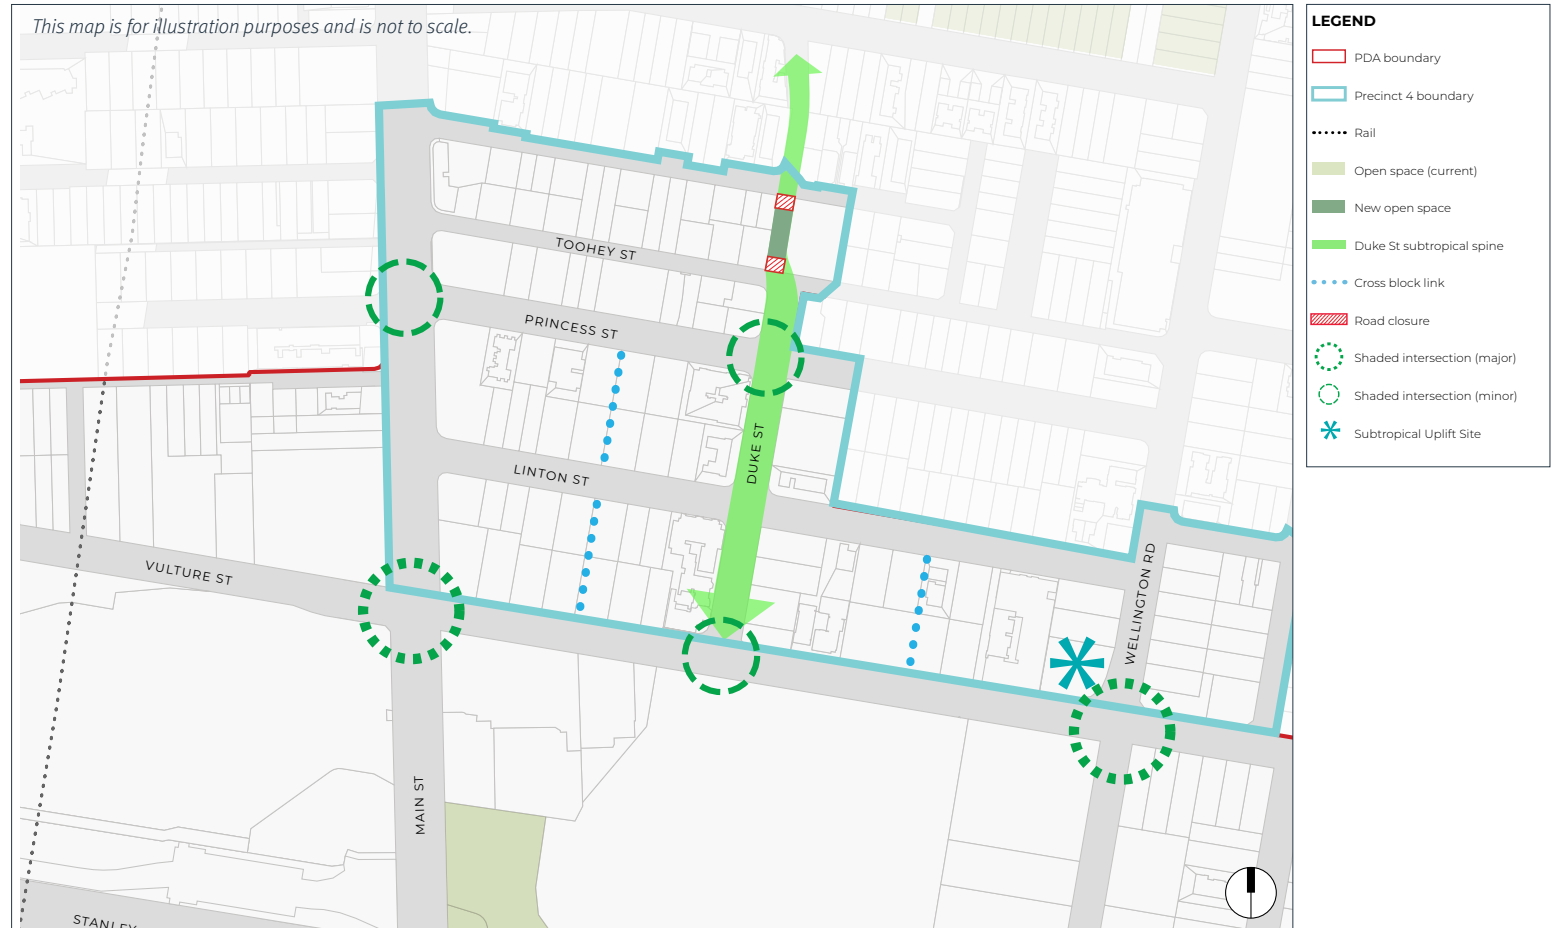 This map is for illustration purposes and is not to scale.
TOOHEY ST
PRINCESS ST
LINTON ST
DUKE ST
VULTURE ST
WELLINGTON RD
MAIN ST
LEGEND
PDA boundary
Precinct 4 boundary
Rail
Open space (current)
New open space
Duke St subtropical spine
Cross block link
Road closure
Shaded intersection (major)
Shaded intersection (minor)
Subtropical Uplift Site
STANLEY